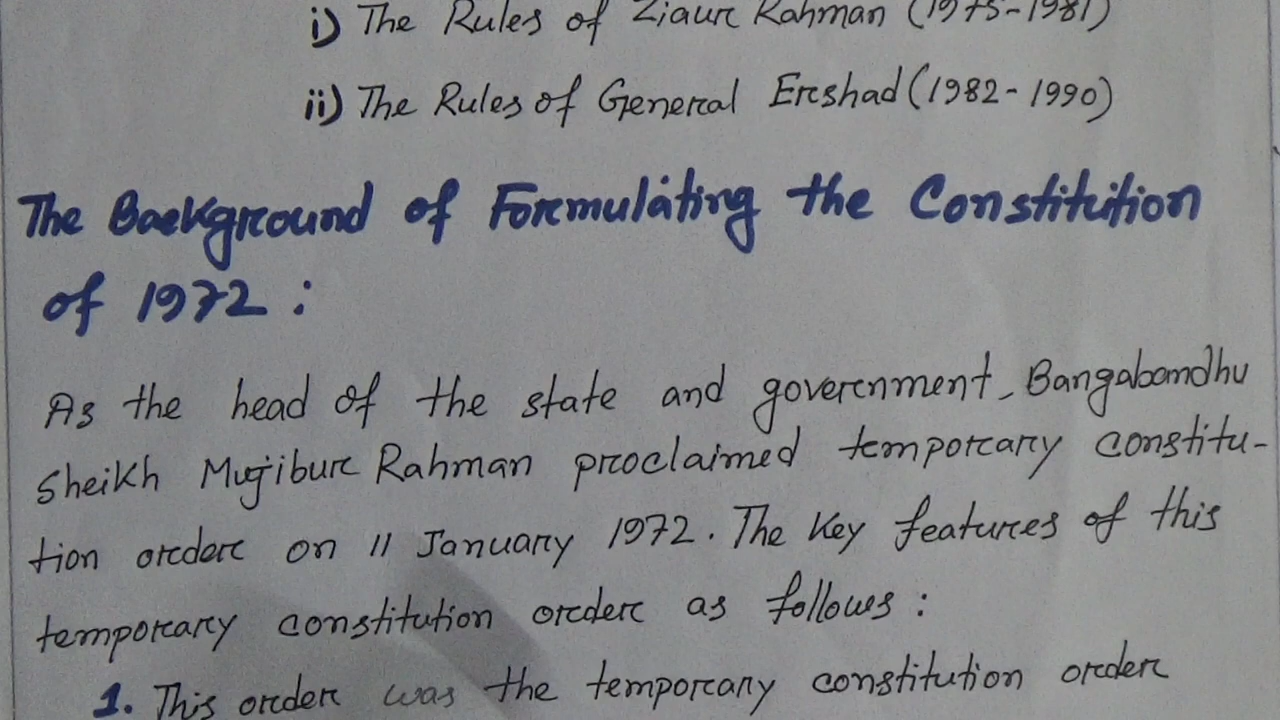 i) The Rules of Ziaur Rahman (1975-1981)
ii) The Rules of General Ershad (1982-1990)
The Background of Formulating the Constitution
of 1972 :
As the head of the state and government, Bangabandhu
Sheikh Mujibur Rahman proclaimed temporary constitu-
tion order on 11 January 1972. The key features of this
temporary constitution order as follows :
1. This order was the temporary constitution order